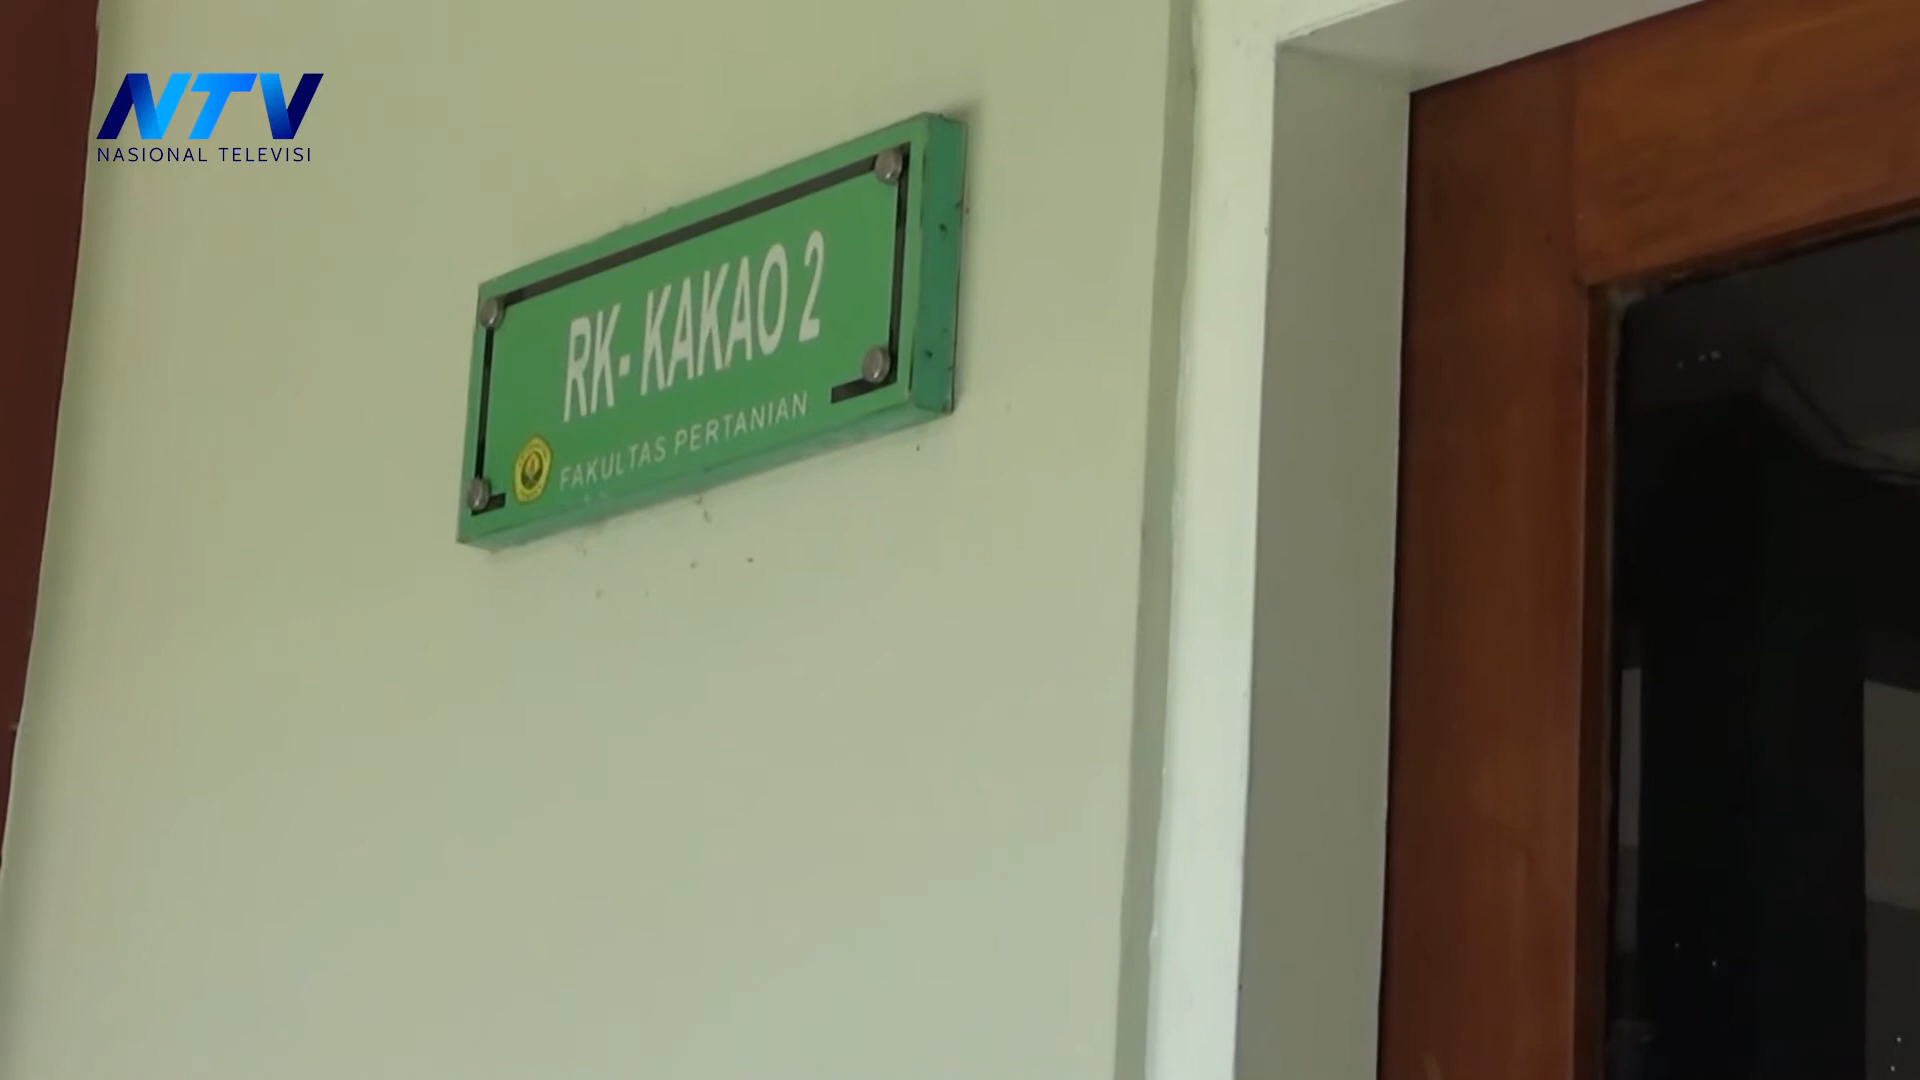 NTV
NASIONAL TELEVISI
RK- KAKAO 2
FAKULTAS PERTANIAN